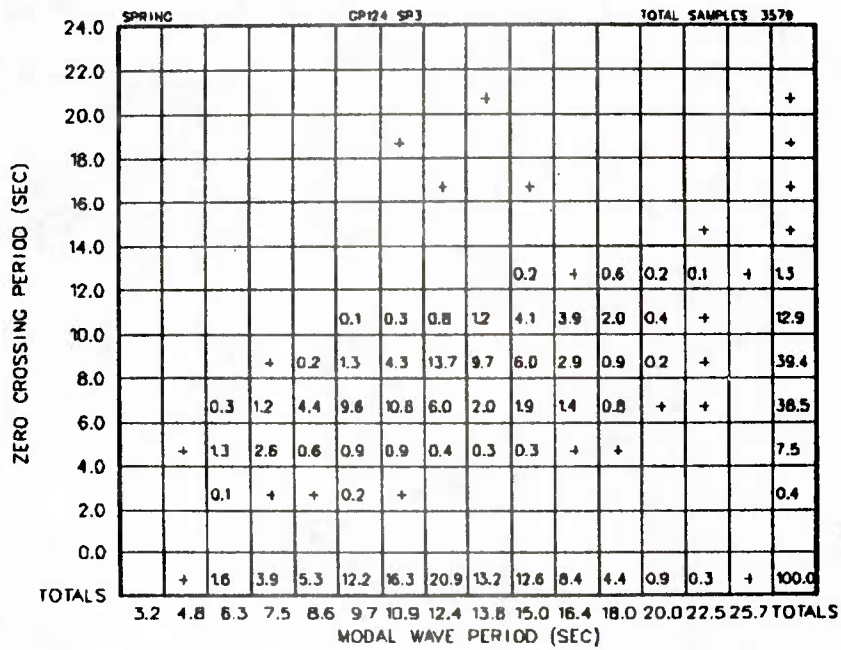 SPRING GP124 SP3 TOTAL SAMPLES 3579
24.0
22.0
+ +
20.0
+ +
18.0
+ + +
16.0
+ +
14.0
0.2 + 0.6 0.2 0.1 + 1.3
12.0
0.1 0.3 0.8 1.2 4.1 3.9 2.0 0.4 + 12.9
10.0
+ 0.2 1.3 4.3 13.7 9.7 6.0 2.9 0.9 0.2 + 39.4
8.0
0.3 1.2 4.4 9.6 10.8 6.0 2.0 1.9 1.4 0.8 + + 38.5
6.0
+ 1.3 2.6 0.6 0.9 0.9 0.4 0.3 0.3 + + 7.5
4.0
0.1 + + 0.2 + 0.4
2.0
0.0
+ 1.6 3.9 5.3 12.2 16.3 20.9 13.2 12.6 8.4 4.4 0.9 0.3 + 100.0
TOTALS
3.2 4.8 6.3 7.5 8.6 9.7 10.9 12.4 13.8 15.0 16.4 18.0 20.0 22.5 25.7 TOTALS
MODAL WAVE PERIOD (SEC)
ZERO CROSSING PERIOD (SEC)